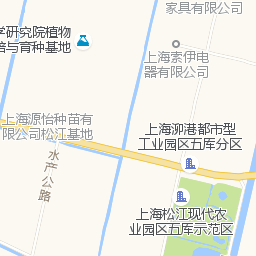 家具有限公司
学研究院植物
培与育种基地
上海索伊电
器有限公司
上海源怡种苗有
限公司松江基地
上海泖港都市型
工业园区五厍分区
水产公路
上海松江现代农
业园区五厍示范区